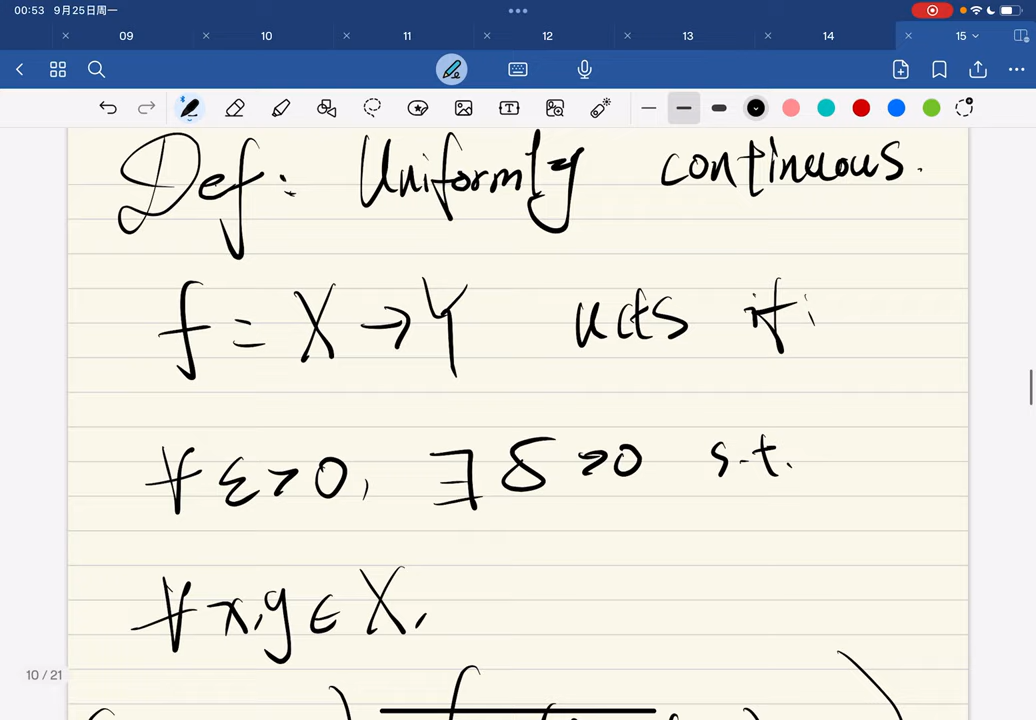 00:53 9月25日周一
09 10 11 12 13 14 15
Def: Uniformly continuous.
f = X → Y ucts if:
∀ ε > 0, ∃ δ > 0 s.t.
∀ x, y ∈ X,
10 / 21